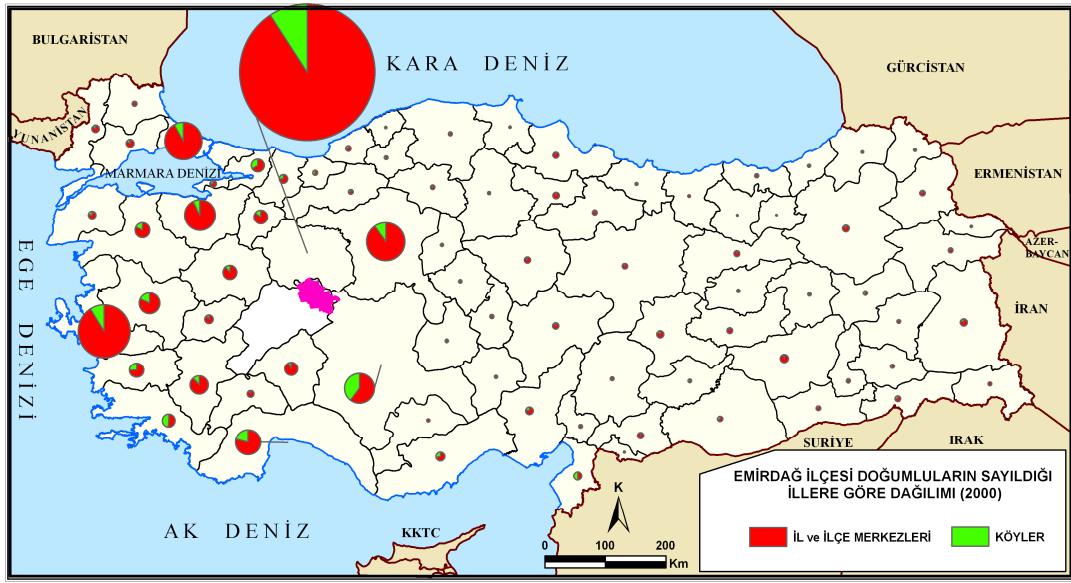 BULGARİSTAN
KARA DENİZ
GÜRCİSTAN
YUNANİSTAN
MARMARA DENİZİ
ERMENİSTAN
AZER-
BAYCAN
EGE DENİZİ
İRAN
SURİYE
IRAK
AK DENİZ
KKTC
K
0 100 200
Km
EMİRDAĞ İLÇESİ DOĞUMLULARIN SAYILDIĞI
İLLERE GÖRE DAĞILIMI (2000)
İL ve İLÇE MERKEZLERİ
KÖYLER